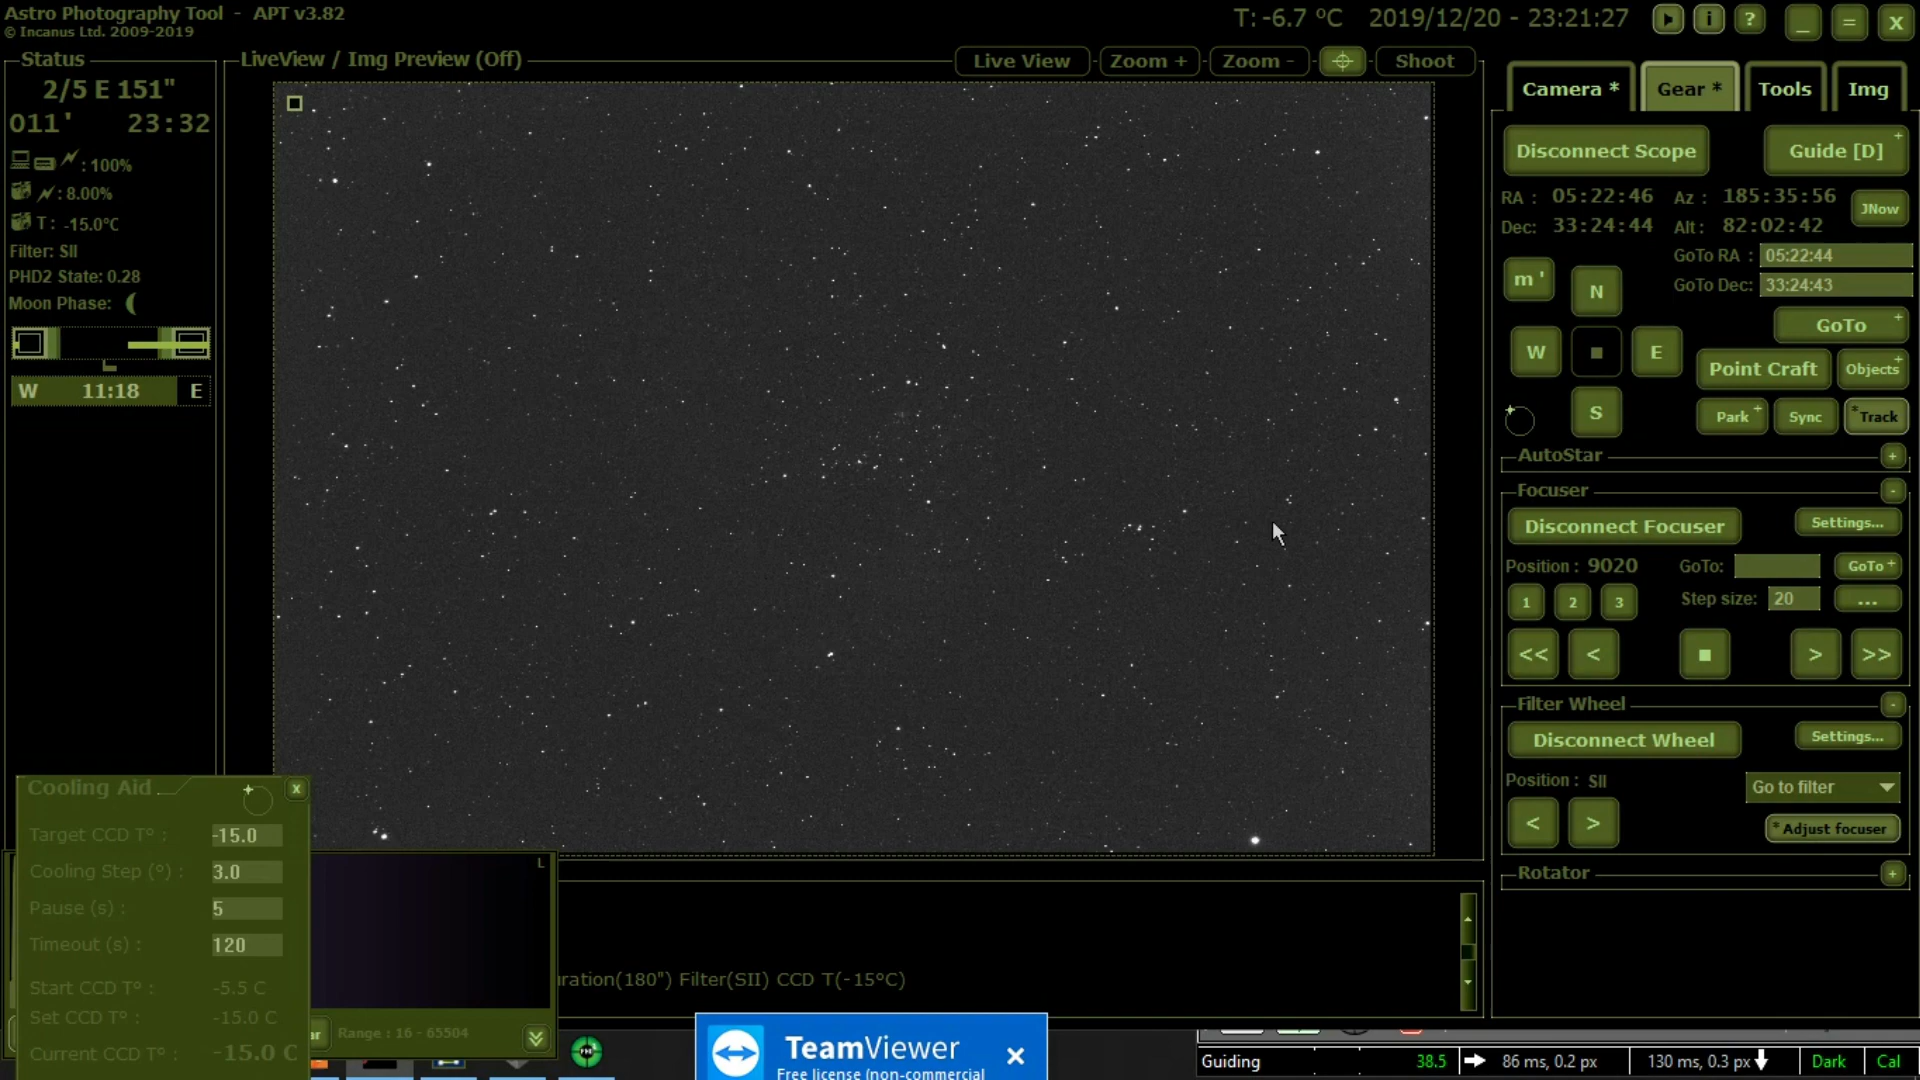 Astro Photography Tool - APT v3.82
© Incanus Ltd. 2009-2019
T: -6.7 ºC 2019/12/20 - 23:21:27
i
?
_
=
X
Status
2/5 E 151"
011' 23:32
: 100%
: 8.00%
T: -15.0°C
Filter: SII
PHD2 State: 0.28
Moon Phase:
W 11:18 E
LiveView / Img Preview (Off)
Live View
Zoom +
Zoom -
Shoot
Camera *
Gear *
Tools
Img
Disconnect Scope
Guide [D] +
RA : 05:22:46 Az : 185:35:56
JNow
Dec: 33:24:44 Alt : 82:02:42
GoTo RA : 05:22:44
GoTo Dec: 33:24:43
m '
N
GoTo +
W
E
Point Craft
Objects +
S
Park +
Sync
*Track
AutoStar +
Focuser -
Disconnect Focuser
Settings...
Position : 9020 GoTo:
GoTo +
1 2 3
Step size: 20
...
<< < > >>
Filter Wheel -
Disconnect Wheel
Settings...
Position : SII
Go to filter
< >
* Adjust focuser
Rotator +
Cooling Aid x
Target CCD T° : -15.0
Cooling Step (°) : 3.0
Pause (s) : 5
Timeout (s) : 120
Start CCD T° : -5.5 C
Set CCD T° : -15.0 C
Current CCD T° : -15.0 C
L
ar
Range : 16 - 65504
ration(180") Filter(SII) CCD T(-15°C)
TeamViewer
Free license (non-commercial
Guiding 38.5 86 ms, 0.2 px 130 ms, 0.3 px Dark Cal